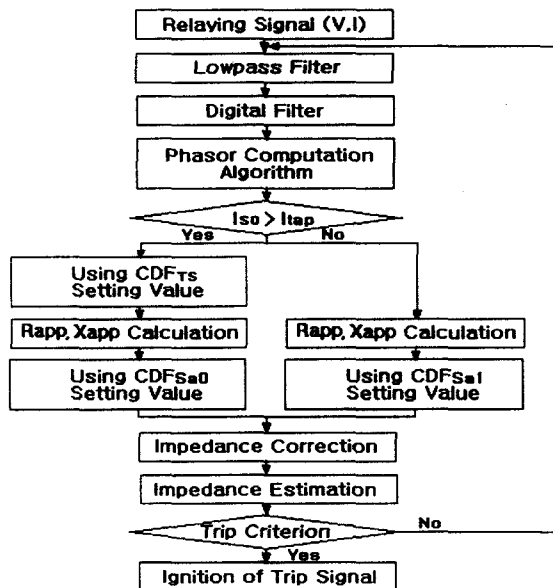 Relaying Signal (V,I)
Lowpass Filter
Digital Filter
Phasor Computation
Algorithm
Iso > Itap
Yes
No
Using CDFTS
Setting Value
Rapp, Xapp Calculation
Rapp, Xapp Calculation
Using CDFSa0
Setting Value
Using CDFSa1
Setting Value
Impedance Correction
Impedance Estimation
Trip Criterion
No
Yes
Ignition of Trip Signal